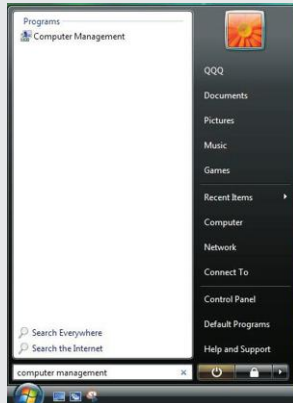 Programs
Computer Management
Search Everywhere
Search the Internet
computer management
QQQ
Documents
Pictures
Music
Games
Recent Items
Computer
Network
Connect To
Control Panel
Default Programs
Help and Support